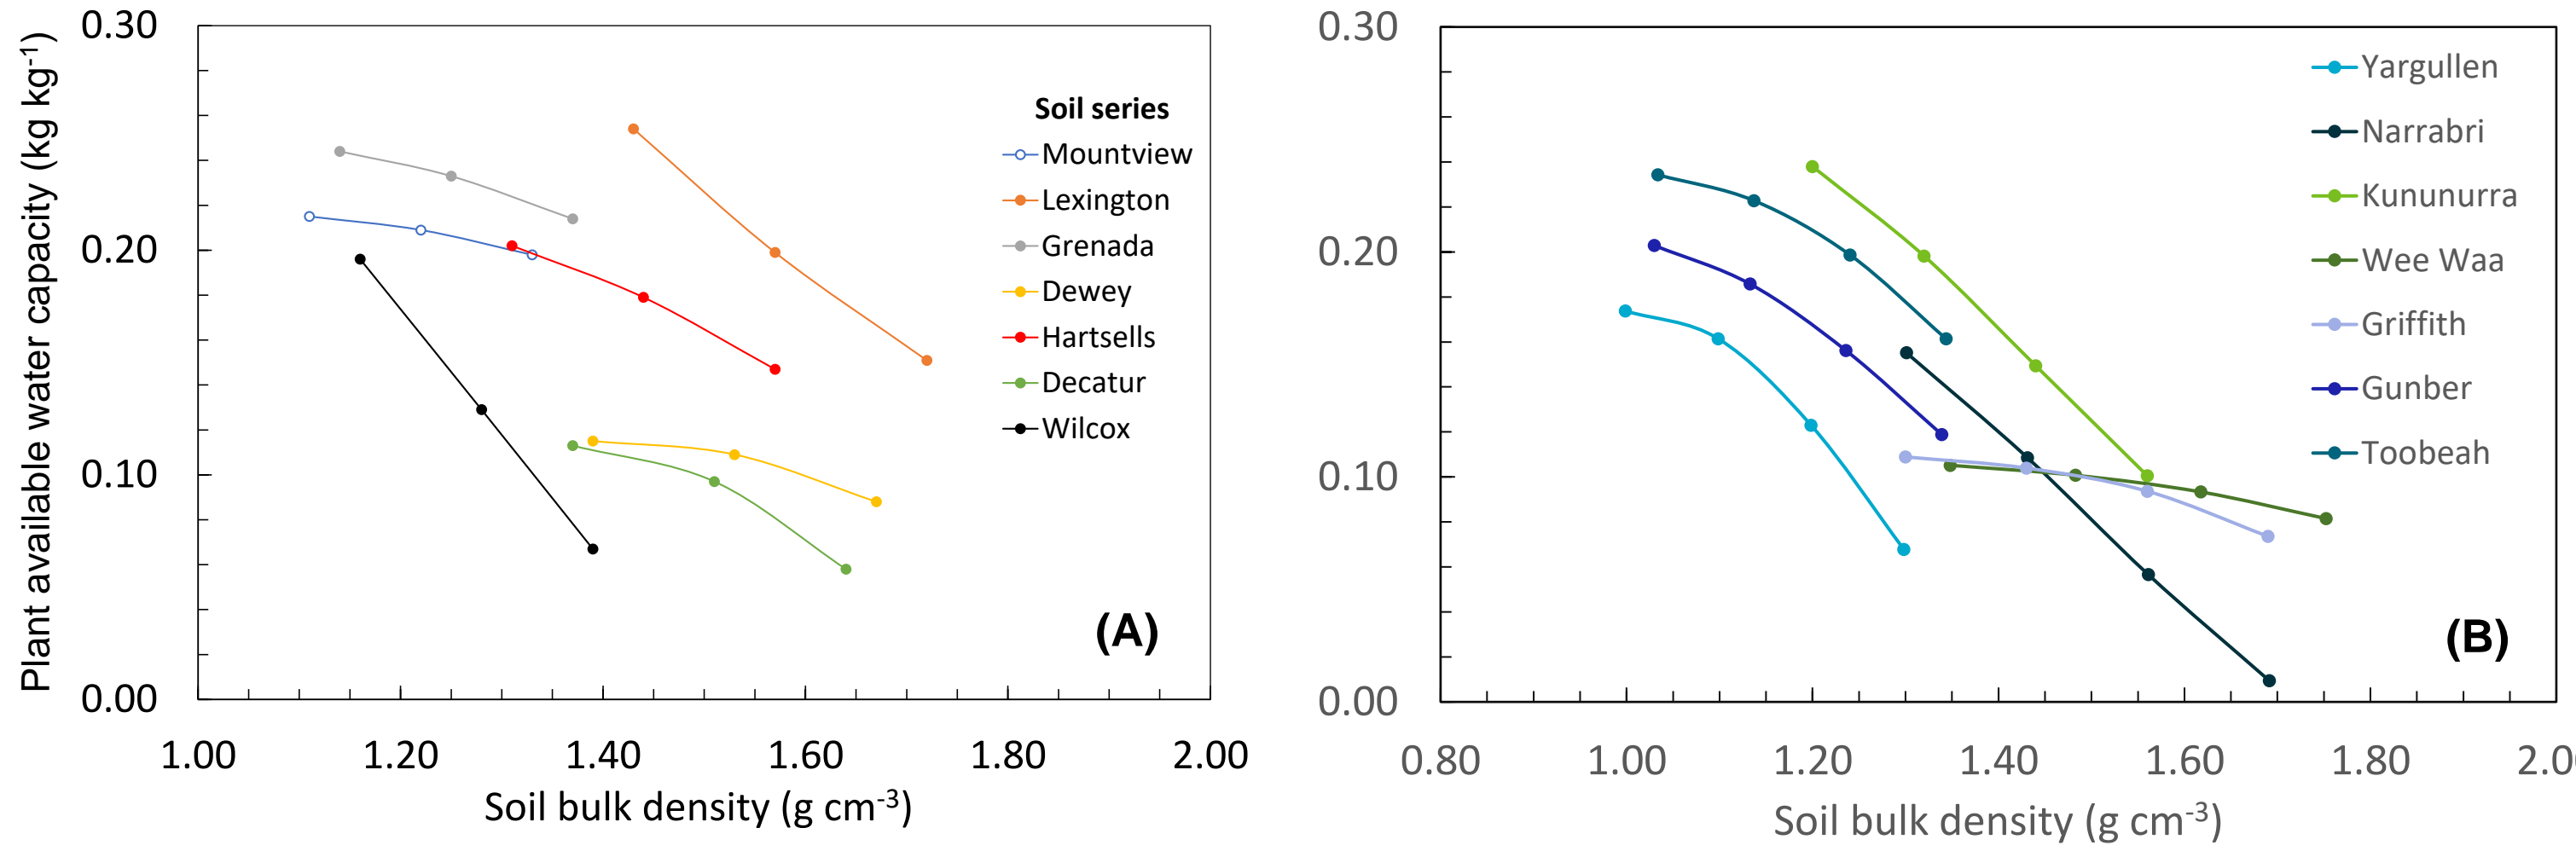 Plant available water capacity (kg kg-1)
0.30
0.20
0.10
0.00
1.00 1.20 1.40 1.60 1.80 2.00
Soil bulk density (g cm-3)
Soil series
Mountview
Lexington
Grenada
Dewey
Hartsells
Decatur
Wilcox
(A)
0.30
0.20
0.10
0.00
0.80 1.00 1.20 1.40 1.60 1.80 2.0
Soil bulk density (g cm-3)
Yargullen
Narrabri
Kununurra
Wee Waa
Griffith
Gunber
Toobeah
(B)